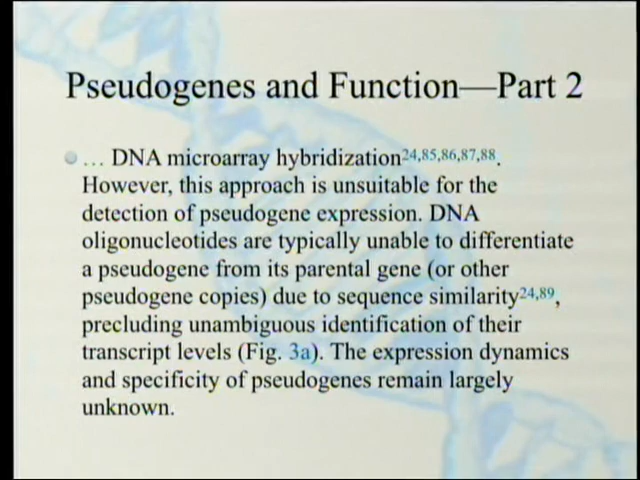 Pseudogenes and Function—Part 2
… DNA microarray hybridization24,85,86,87,88.
However, this approach is unsuitable for the
detection of pseudogene expression. DNA
oligonucleotides are typically unable to differentiate
a pseudogene from its parental gene (or other
pseudogene copies) due to sequence similarity24,89,
precluding unambiguous identification of their
transcript levels (Fig. 3a). The expression dynamics
and specificity of pseudogenes remain largely
unknown.